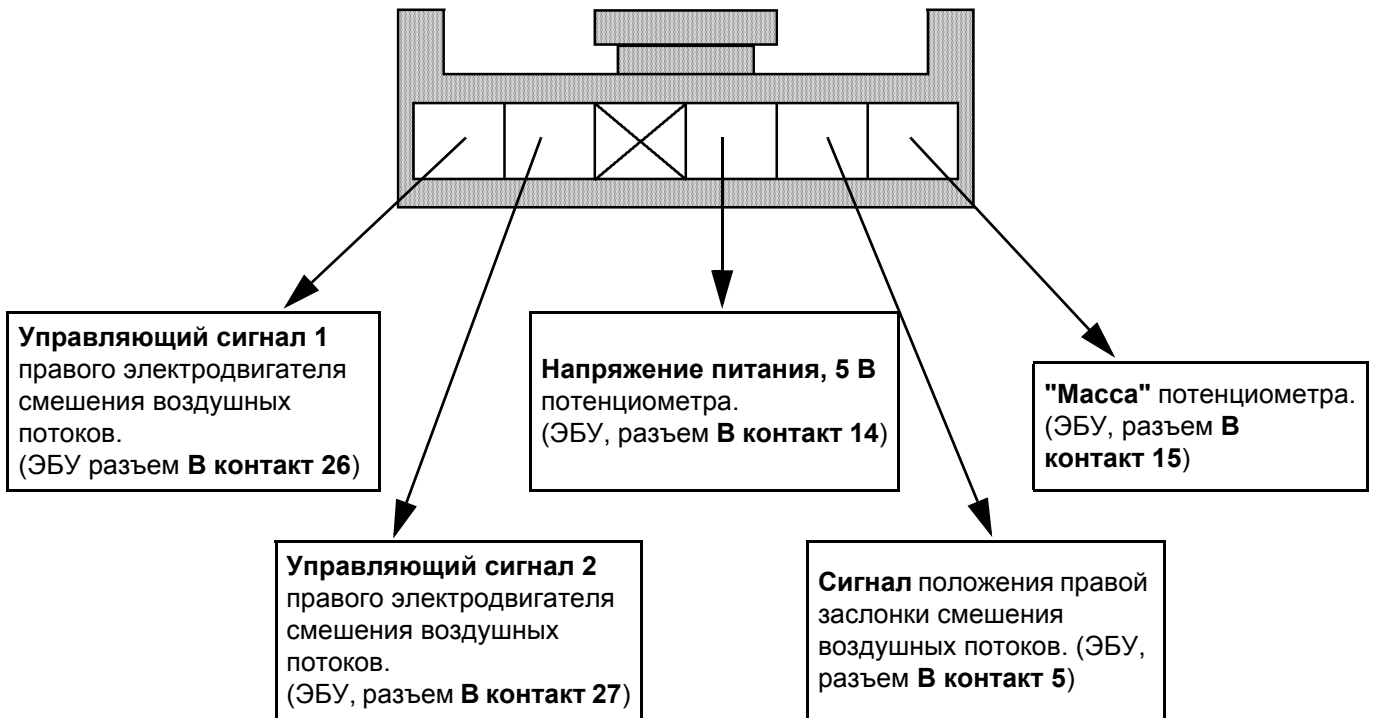 Управляющий сигнал 1
правого электродвигателя
смешения воздушных
потоков.
(ЭБУ разъем В контакт 26)
Напряжение питания, 5 В
потенциометра.
(ЭБУ, разъем В контакт 14)
"Масса" потенциометра.
(ЭБУ, разъем В
контакт 15)
Управляющий сигнал 2
правого электродвигателя
смешения воздушных
потоков.
(ЭБУ, разъем В контакт 27)
Сигнал положения правой
заслонки смешения
воздушных потоков. (ЭБУ,
разъем В контакт 5)